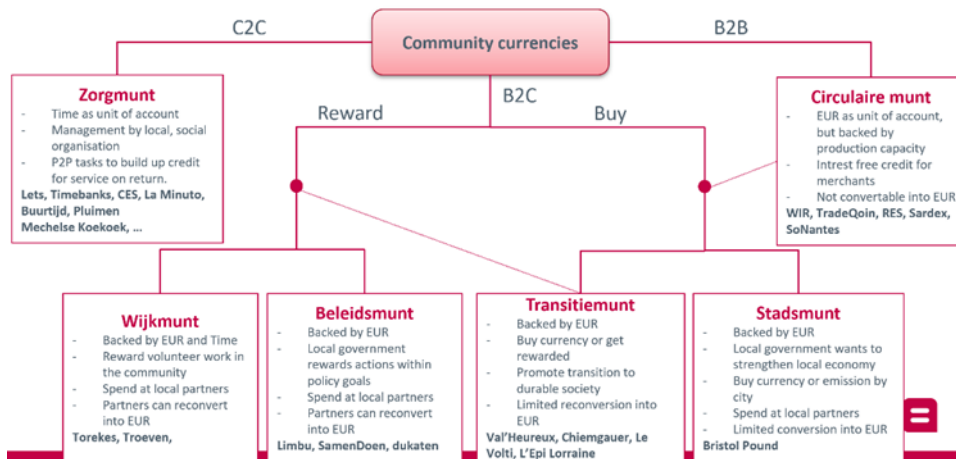 Community currencies
C2C
B2B
B2C
Reward
Buy
Zorgmunt
- Time as unit of account
- Management by local, social
organisation
- P2P tasks to build up credit
for service on return.
Lets, Timebanks, CES, La Minuto,
Buurtijd, Pluimen
Mechelse Koekoek, ...
Circulaire munt
- EUR as unit of account,
but backed by
production capacity
- Intrest free credit for
merchants
- Not convertable into EUR
WIR, TradeQoin, RES, Sardex,
SoNantes
Wijkmunt
- Backed by EUR and Time
- Reward volunteer work in
the community
- Spend at local partners
- Partners can reconvert
into EUR
Torekes, Troeven,
Beleidsmunt
- Backed by EUR
- Local government
rewards actions within
policy goals
- Spend at local partners
- Partners can reconvert
into EUR
Limbu, SamenDoen, dukaten
Transitiemunt
- Backed by EUR
- Buy currency or get
rewarded
- Promote transition to
durable society
- Limited reconversion into
EUR
Val'Heureux, Chiemgauer, Le
Volti, L'Epi Lorraine
Stadsmunt
- Backed by EUR
- Local government wants to
strengthen local economy
- Buy currency or emission by
city
- Spend at local partners
- Limited conversion into EUR
Bristol Pound